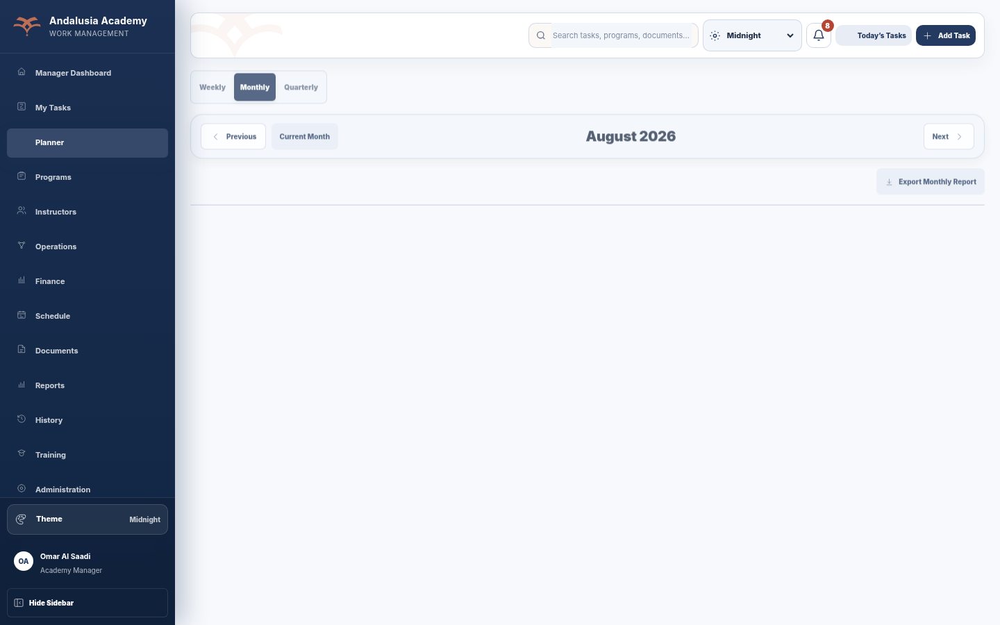 Andalusia Academy
WORK MANAGEMENT
Manager Dashboard
My Tasks
Planner
Programs
Instructors
Operations
Finance
Schedule
Documents
Reports
History
Training
Administration
Theme Midnight
OA
Omar Al Saadi
Academy Manager
Hide Sidebar
Search tasks, programs, documents...
Midnight
8
Today's Tasks
Add Task
Weekly Monthly Quarterly
Previous Current Month August 2026 Next
Export Monthly Report